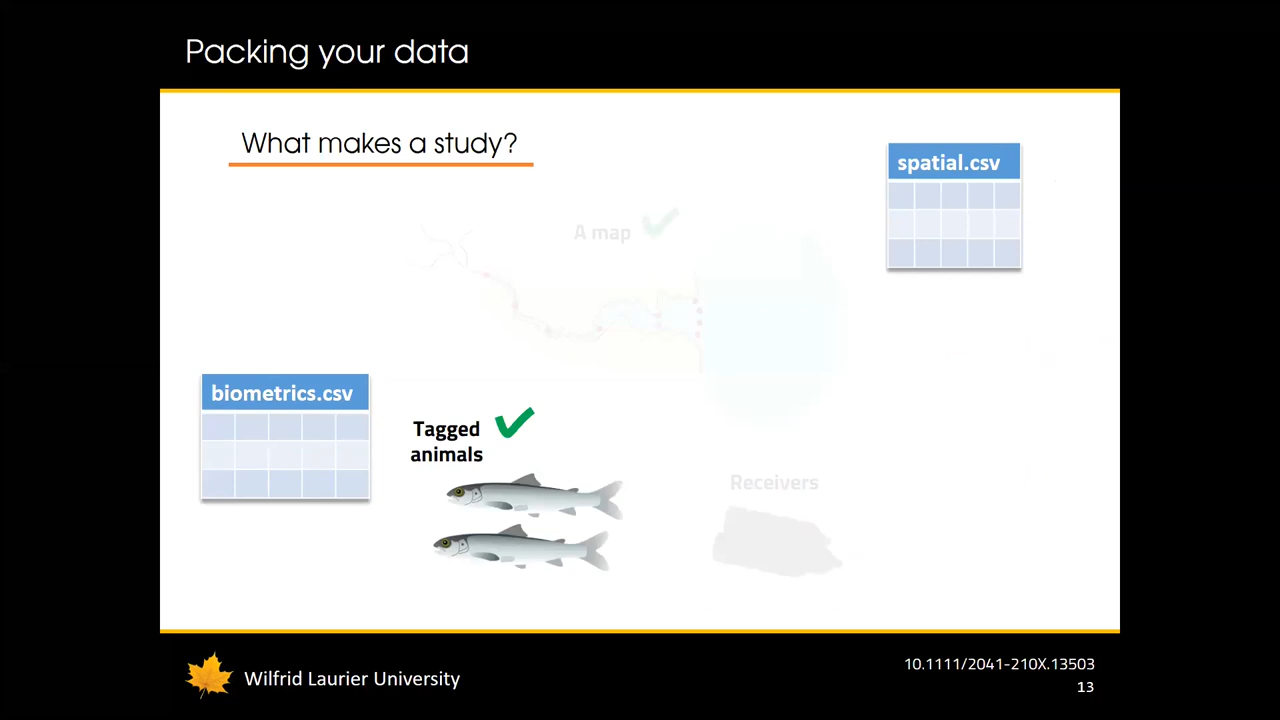 Packing your data
What makes a study?
spatial.csv
A map
biometrics.csv
Tagged
animals
Receivers
Wilfrid Laurier University
10.1111/2041-210X.13503
13